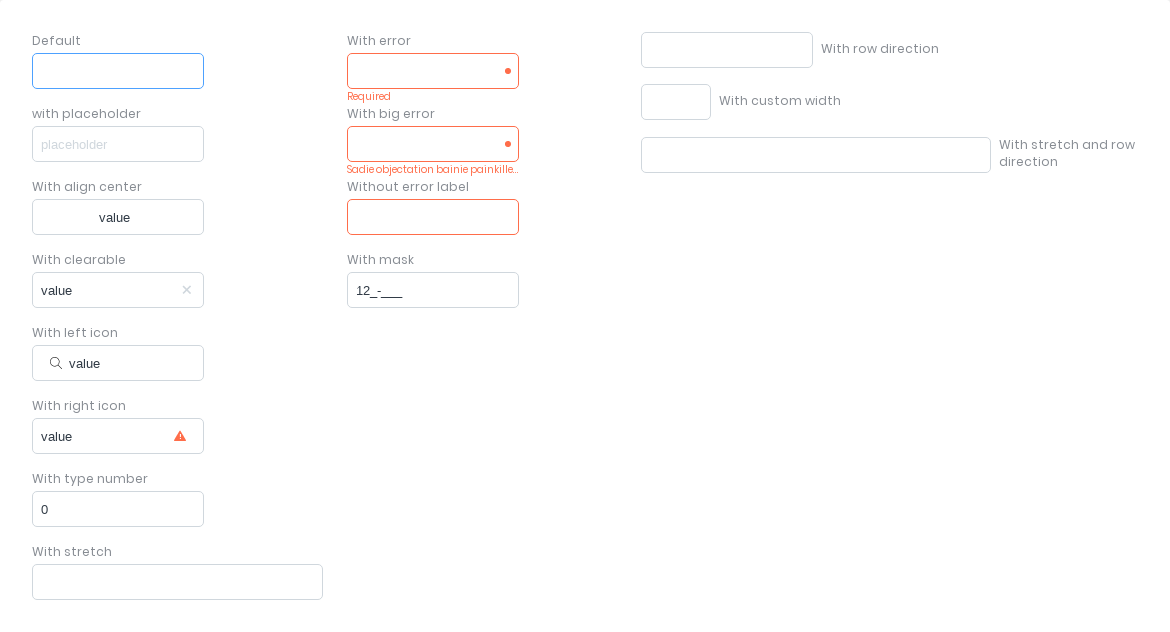 Default
with placeholder
placeholder
With align center
value
With clearable
value
With left icon
value
With right icon
value
With type number
0
With stretch
With error
Required
With big error
Sadie objectation bainie painkille...
Without error label
With mask
12_-___
With row direction
With custom width
With stretch and row
direction